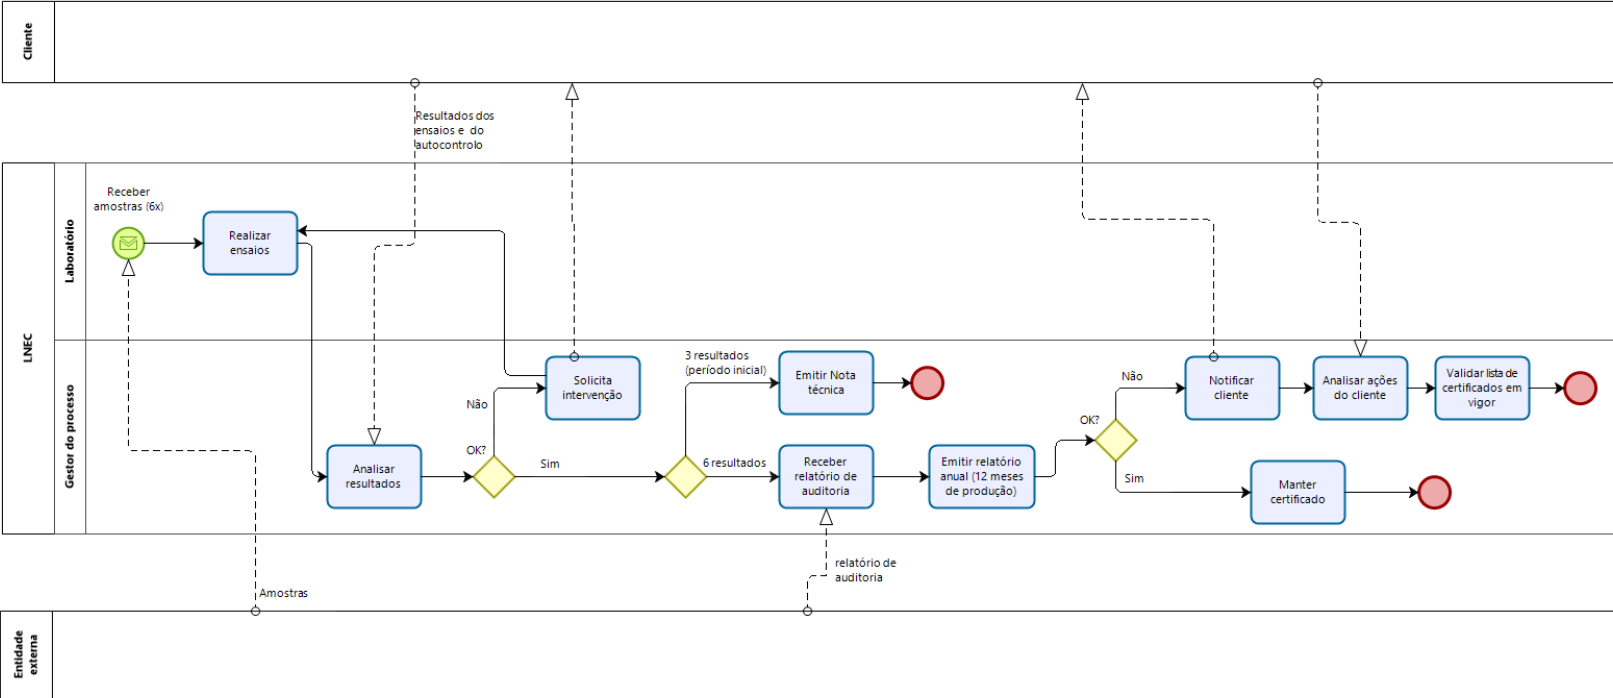 Cliente
Resultados dos
ensaios e do
autocontrolo
LNEC
Laboratório
Receber
amostras (6x)
Realizar
ensaios
Gestor do processo
Analisar
resultados
OK?
Não
Sim
Solicita
intervenção
3 resultados
(período inicial)
6 resultados
Emitir Nota
técnica
Receber
relatório de
auditoria
Emitir relatório
anual (12 meses
de produção)
OK?
Não
Sim
Notificar
cliente
Analisar ações
do cliente
Validar lista de
certificados em
vigor
Manter
certificado
Amostras
relatório de
auditoria
Entidade
externa